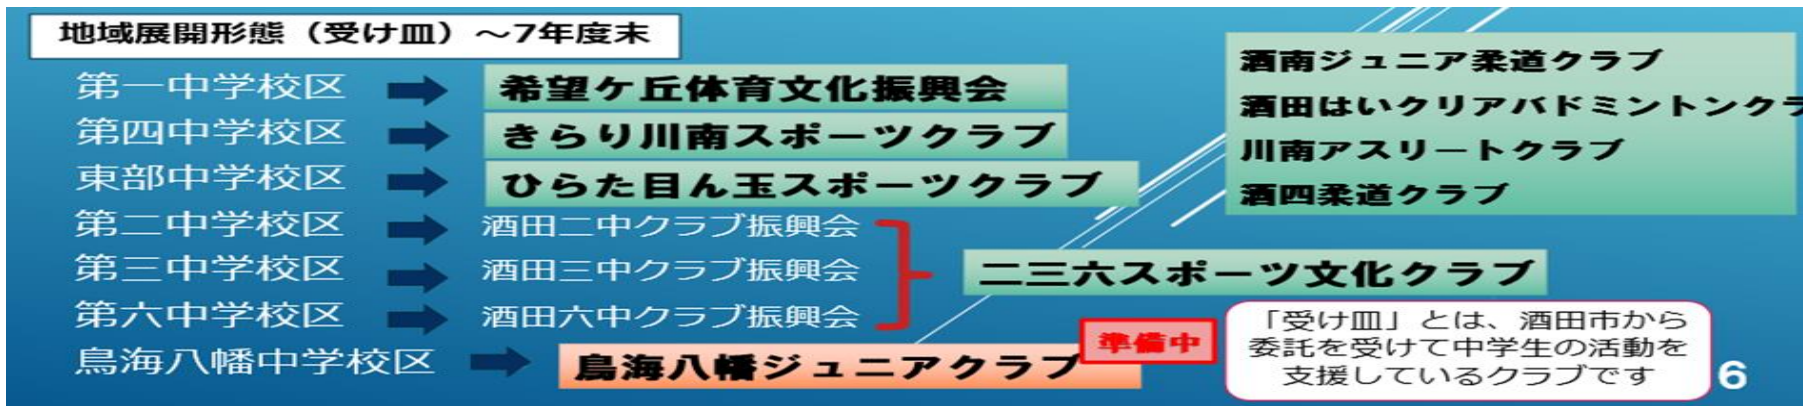 地域展開形態（受け皿）～7年度末
第一中学校区 希望ケ丘体育文化振興会
第四中学校区 きらり川南スポーツクラブ
東部中学校区 ひらた目ん玉スポーツクラブ
第二中学校区 酒田二中クラブ振興会
第三中学校区 酒田三中クラブ振興会
第六中学校区 酒田六中クラブ振興会
二三六スポーツ文化クラブ
鳥海八幡中学校区 鳥海八幡ジュニアクラブ
準備中
酒南ジュニア柔道クラブ
酒田はいクリアバドミントンクラ
川南アスリートクラブ
酒四柔道クラブ
「受け皿」とは、酒田市から
委託を受けて中学生の活動を
支援しているクラブです
6